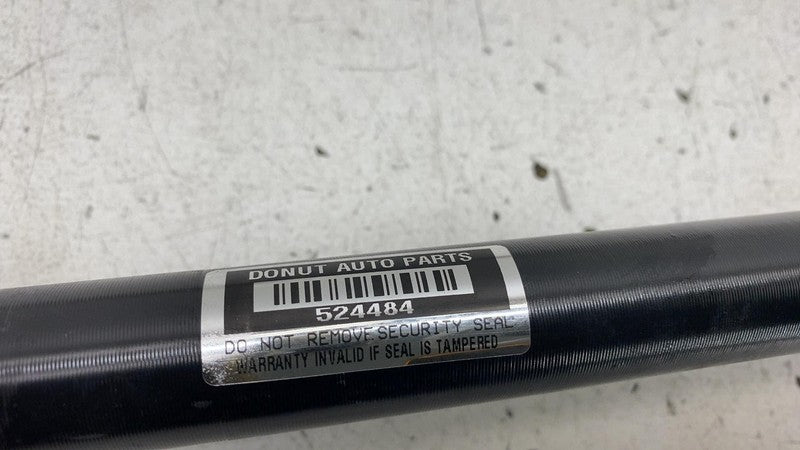 DONUT AUTO PARTS
524484
DO NOT REMOVE SECURITY SEAL
WARRANTY INVALID IF SEAL IS TAMPERED